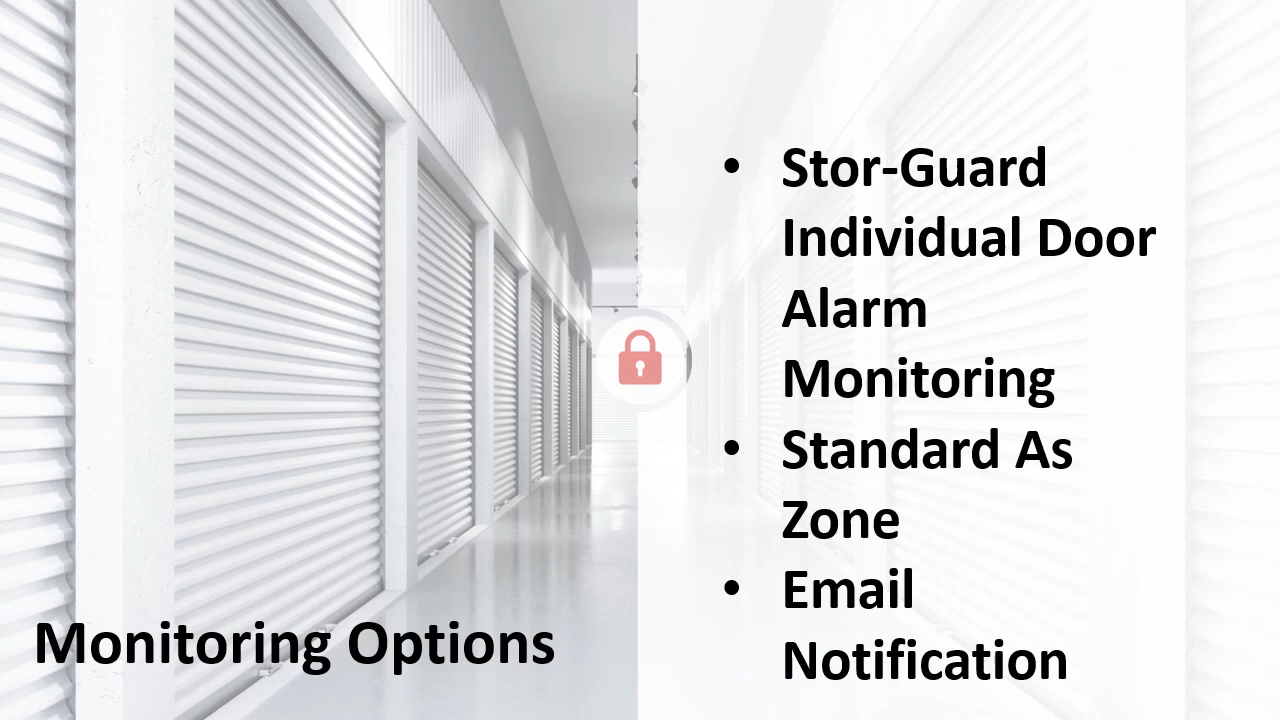 Stor-Guard
Individual Door
Alarm
Monitoring
Standard As
Zone
Email
Notification
Monitoring Options